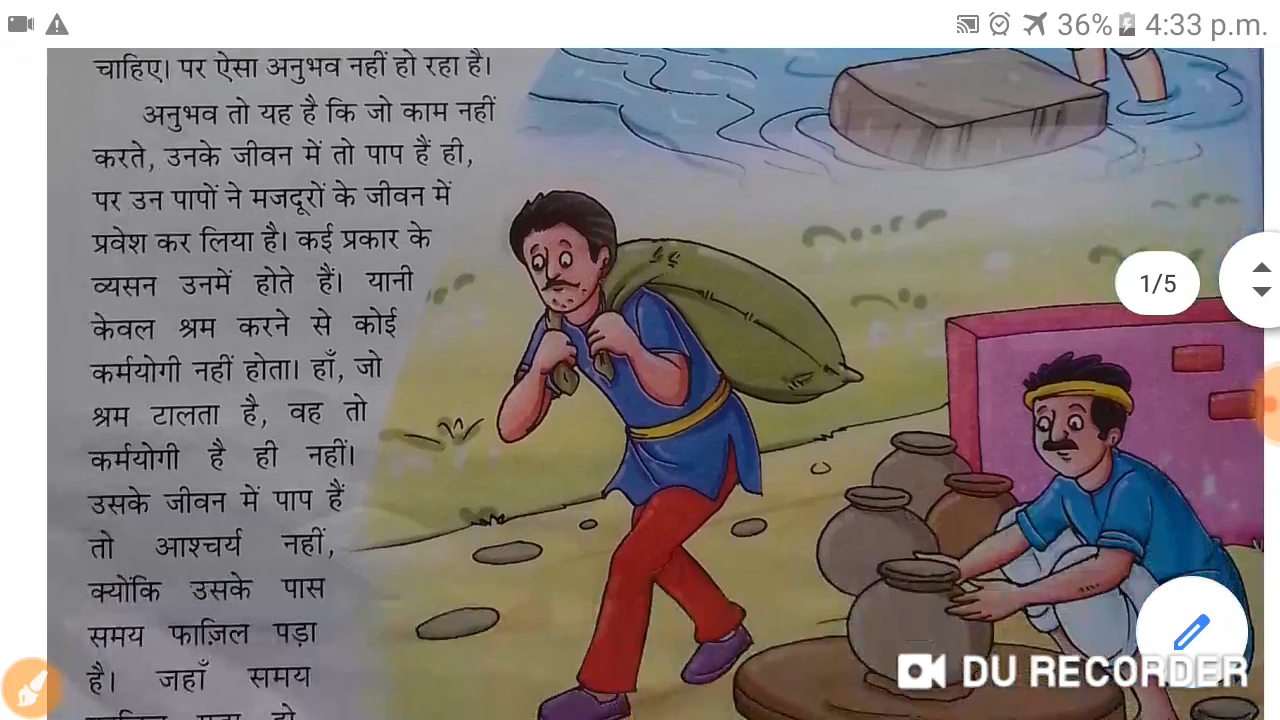 36% 4:33 p.m.
चाहिए। पर ऐसा अनुभव नहीं हो रहा है।
अनुभव तो यह है कि जो काम नहीं
करते, उनके जीवन में तो पाप हैं ही,
पर उन पापों ने मजदूरों के जीवन में
प्रवेश कर लिया है। कई प्रकार के
व्यसन उनमें होते हैं। यानी
केवल श्रम करने से कोई
कर्मयोगी नहीं होता। हाँ, जो
श्रम टालता है, वह तो
कर्मयोगी है ही नहीं।
उसके जीवन में पाप हैं
तो आश्चर्य नहीं,
क्योंकि उसके पास
समय फाज़िल पड़ा
है। जहाँ समय
1/5
DU RECORDER